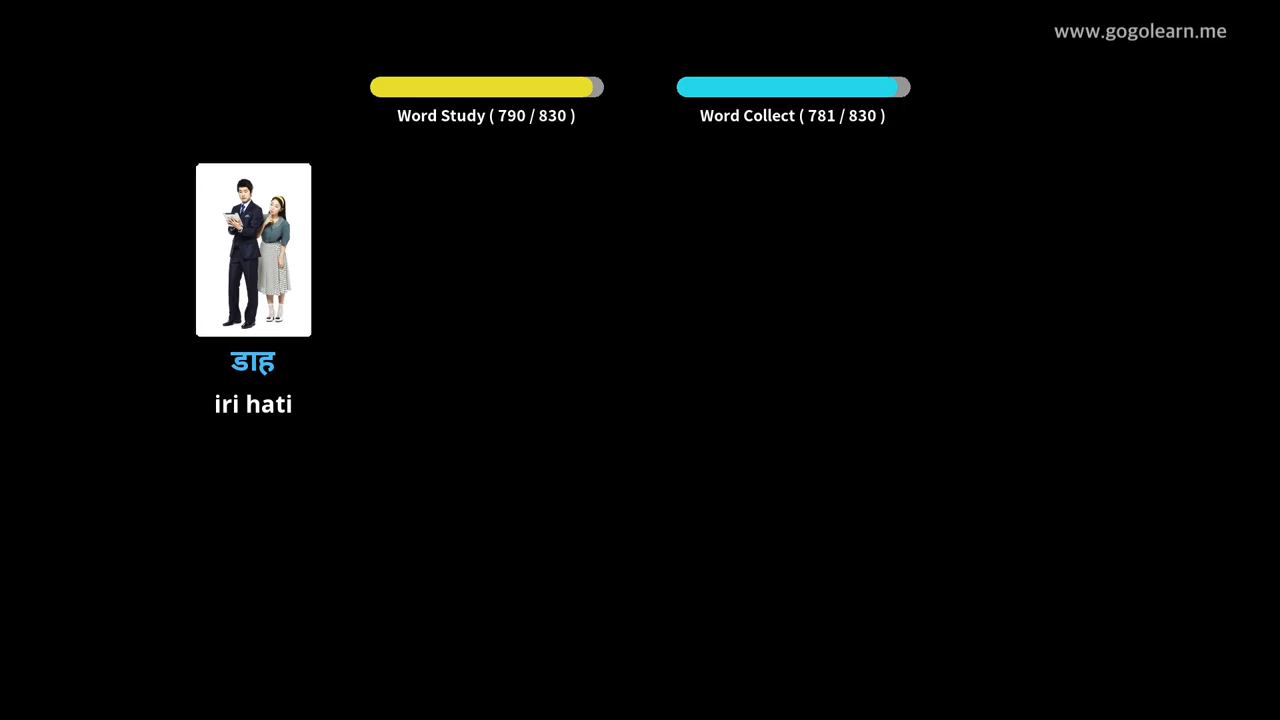 www.gogolearn.me
Word Study ( 790 / 830 )
Word Collect ( 781 / 830 )
डाह
iri hati